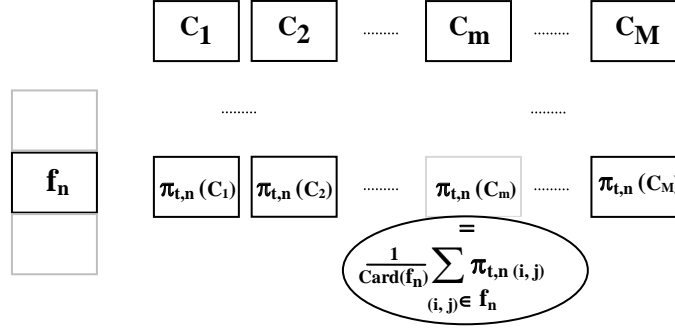 C1 C2 ......... Cm ........ CM
......... .........
fn πt,n (C1) πt,n (C2) ......... πt,n (Cm) ........ πt,n (CM)
=
1/Card(fn) ∑ πt,n (i, j)
(i, j)∈ fn